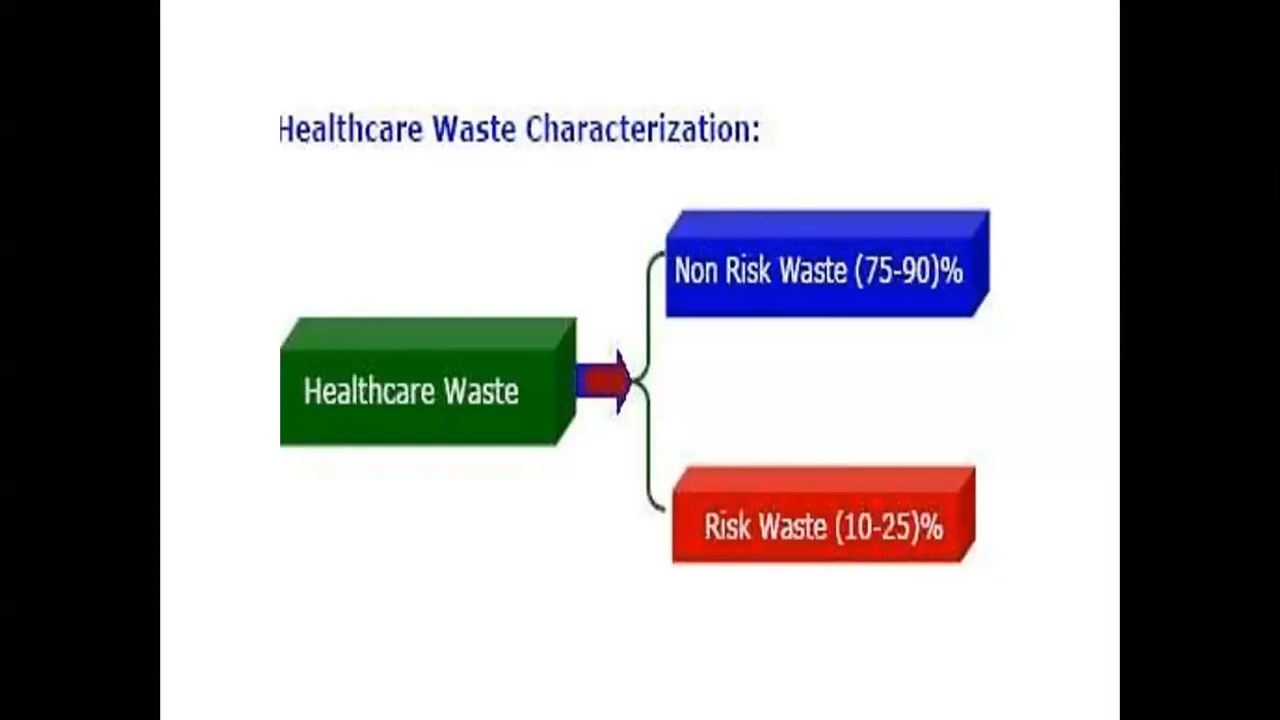 Healthcare Waste Characterization:
Non Risk Waste (75-90)%
Healthcare Waste
Risk Waste (10-25)%